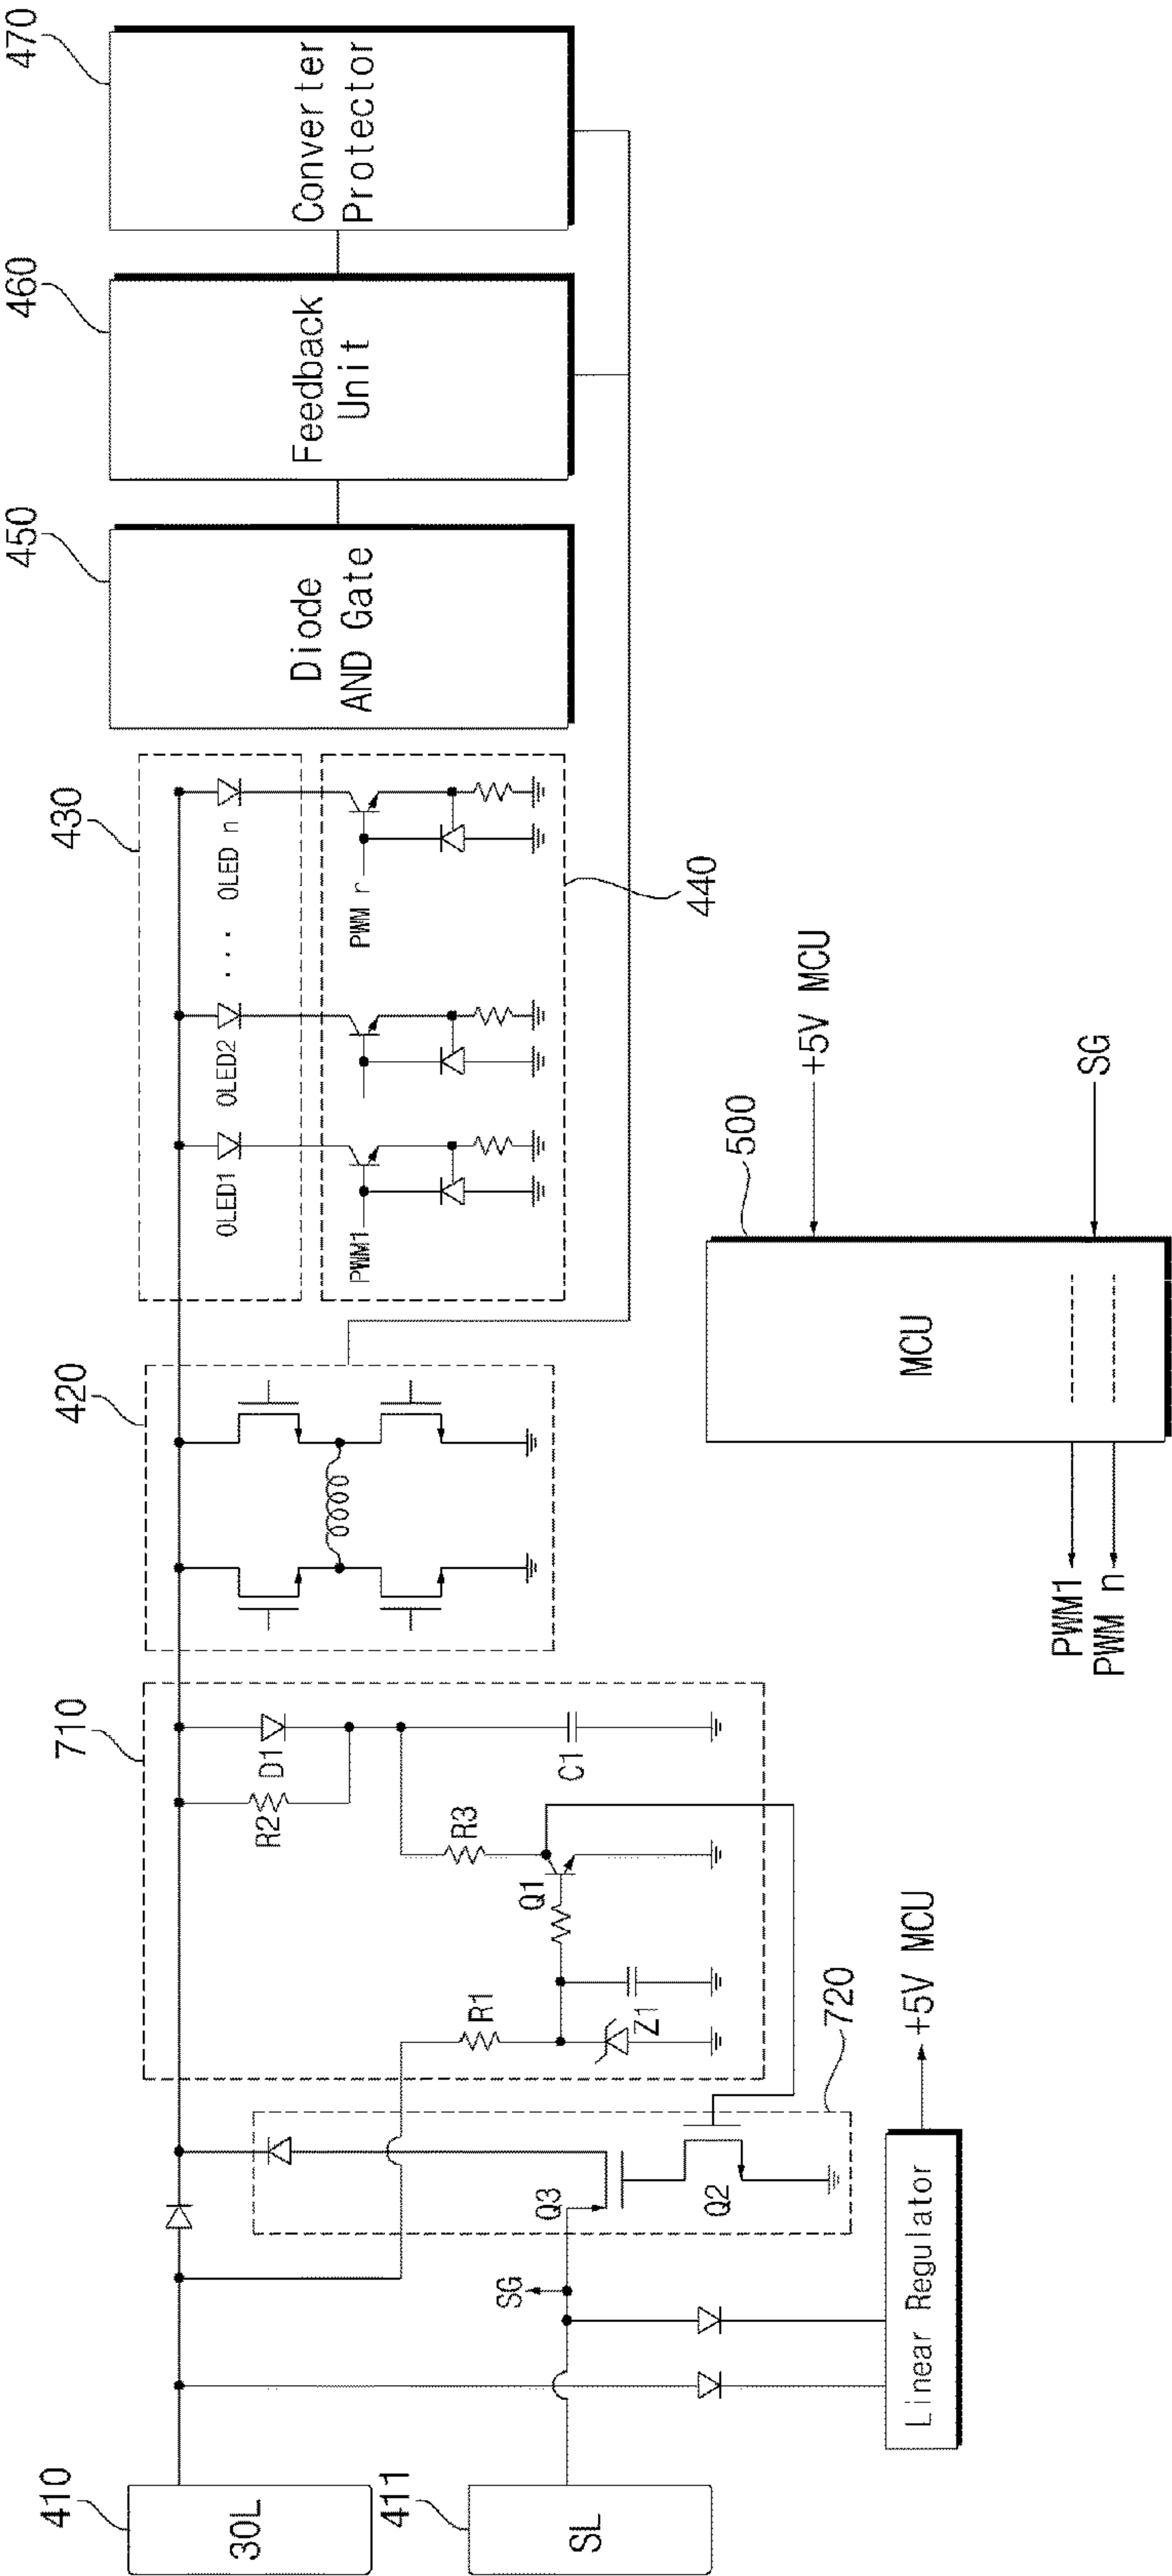 410
30L
411
SL
SG
Linear Regulator
+5V MCU
720
Q3
Q2
710
R1
Z1
Q1
R2
R3
D1
C1
420
430
OLED1
OLED2
...
OLED n
PWM1
PWM r
440
450
Diode
AND Gate
460
Feedback
Unit
470
Converter
Protector
500
MCU
+5V MCU
SG
PWM1
PWM n